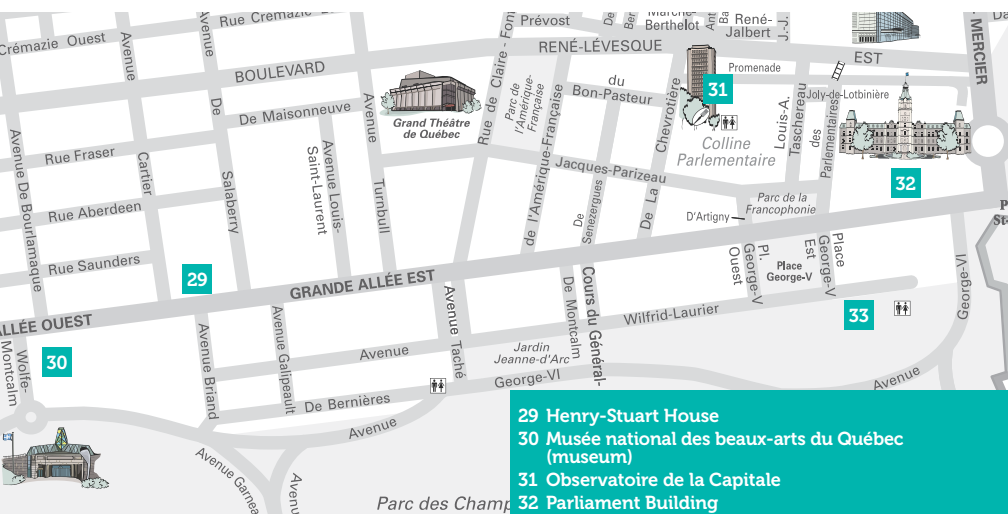 Crémazie Ouest
Avenue
Avenue
Rue Crémazie
Prévost
Berthelot
René-
Jalbert
J.-J.
MERCIER
RENÉ-LÉVESQUE
EST
BOULEVARD
Promenade
De Maisonneuve
Avenue
Grand Théâtre
de Québec
Rue de Claire-Font
Parc de
l'Amérique-
Française
du
Bon-Pasteur
Chevrotière
31
Louis-A.
Taschereau
des
Parlementaires
Joly-de-Lotbinière
Colline
Parlementaire
Avenue De Bourlamaque
Rue Fraser
Cartier
De
Salaberry
Avenue Louis-
Saint-Laurent
Turnbull
de l'Amérique-Française
Jacques-Parizeau
De
Senezergues
De La
D'Artigny
Parc de la
Francophonie
32
Rue Aberdeen
Rue Saunders
29
GRANDE ALLÉE EST
ALLÉE OUEST
Avenue Taché
De Montcalm
Cours du Général-
Pl.
George-V
Ouest
Place
George-V
Place
George-V
Est
George-VI
33
Wilfrid-Laurier
Avenue
30
Wolfe-
Montcalm
Avenue Briand
Avenue Galipeault
Jardin
Jeanne-d'Arc
George-VI
De Bernières
Avenue
Avenue
Avenue Garnea
Avenu
Parc des Champ
29 Henry-Stuart House
30 Musée national des beaux-arts du Québec
(museum)
31 Observatoire de la Capitale
32 Parliament Building